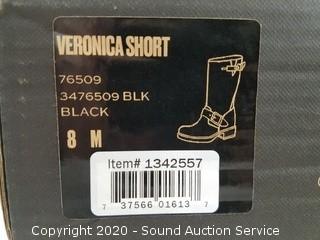 VERONICA SHORT
76509
3476509 BLK
BLACK
8 M
Item# 1342557
7 37566 01613 7
Copyright 2020 - Sound Auction Service